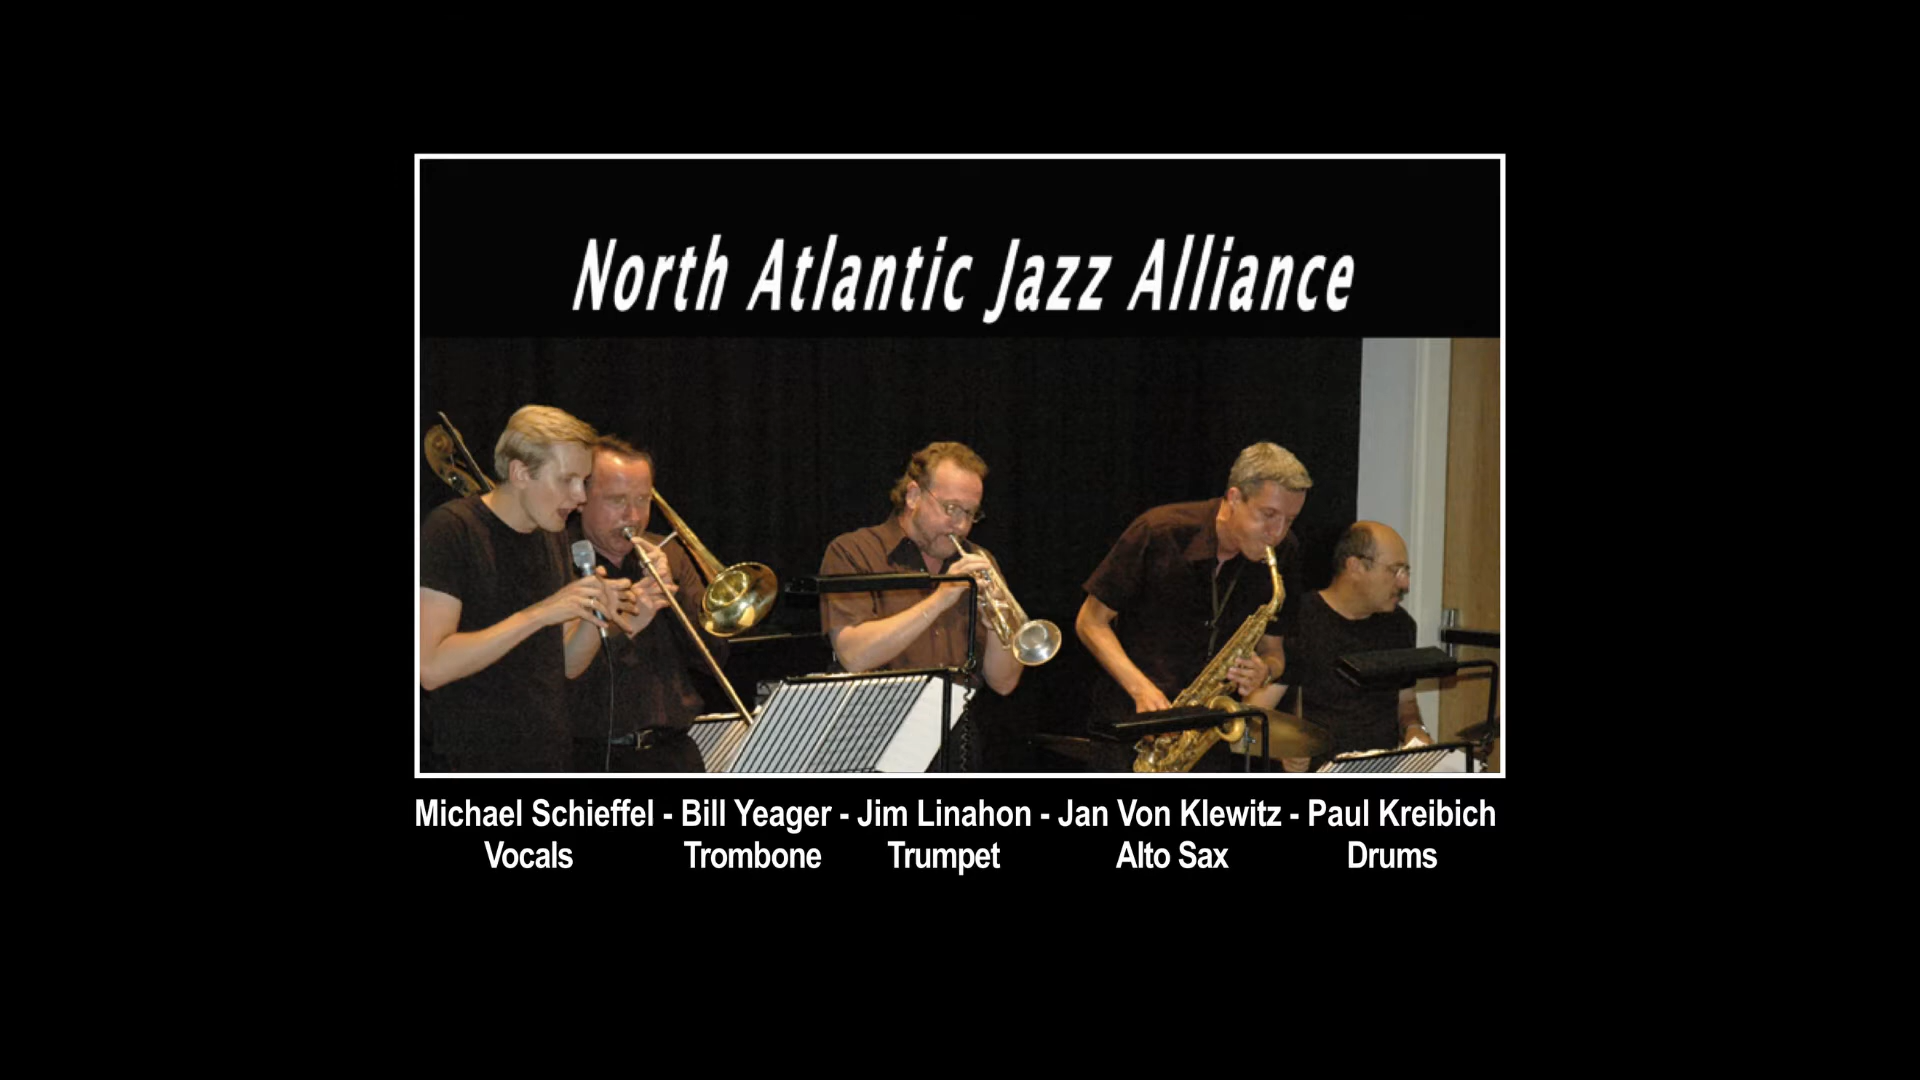 North Atlantic Jazz Alliance
Michael Schieffel - Bill Yeager - Jim Linahon - Jan Von Klewitz - Paul Kreibich
Vocals Trombone Trumpet Alto Sax Drums